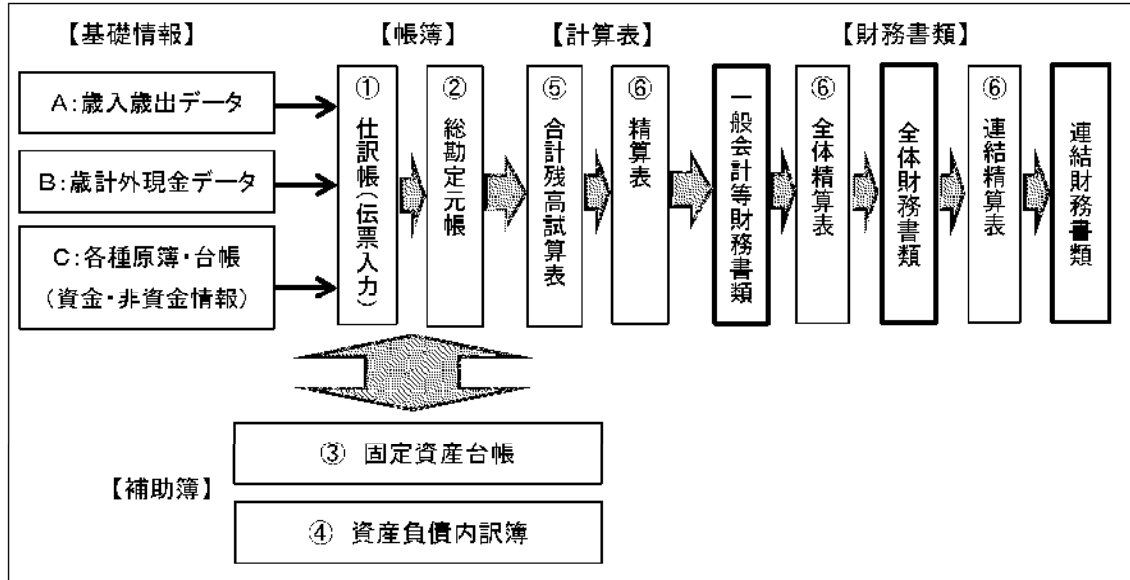 【基礎情報】
【帳簿】
【計算表】
【財務書類】
A:歳入歳出データ
B:歳計外現金データ
C:各種原簿・台帳
(資金・非資金情報)
① 仕訳帳(伝票入力)
② 総勘定元帳
⑤ 合計残高試算表
⑥ 精算表
一般会計等財務書類
⑥ 全体精算表
全体財務書類
⑥ 連結精算表
連結財務書類
【補助簿】
③ 固定資産台帳
④ 資産負債内訳簿